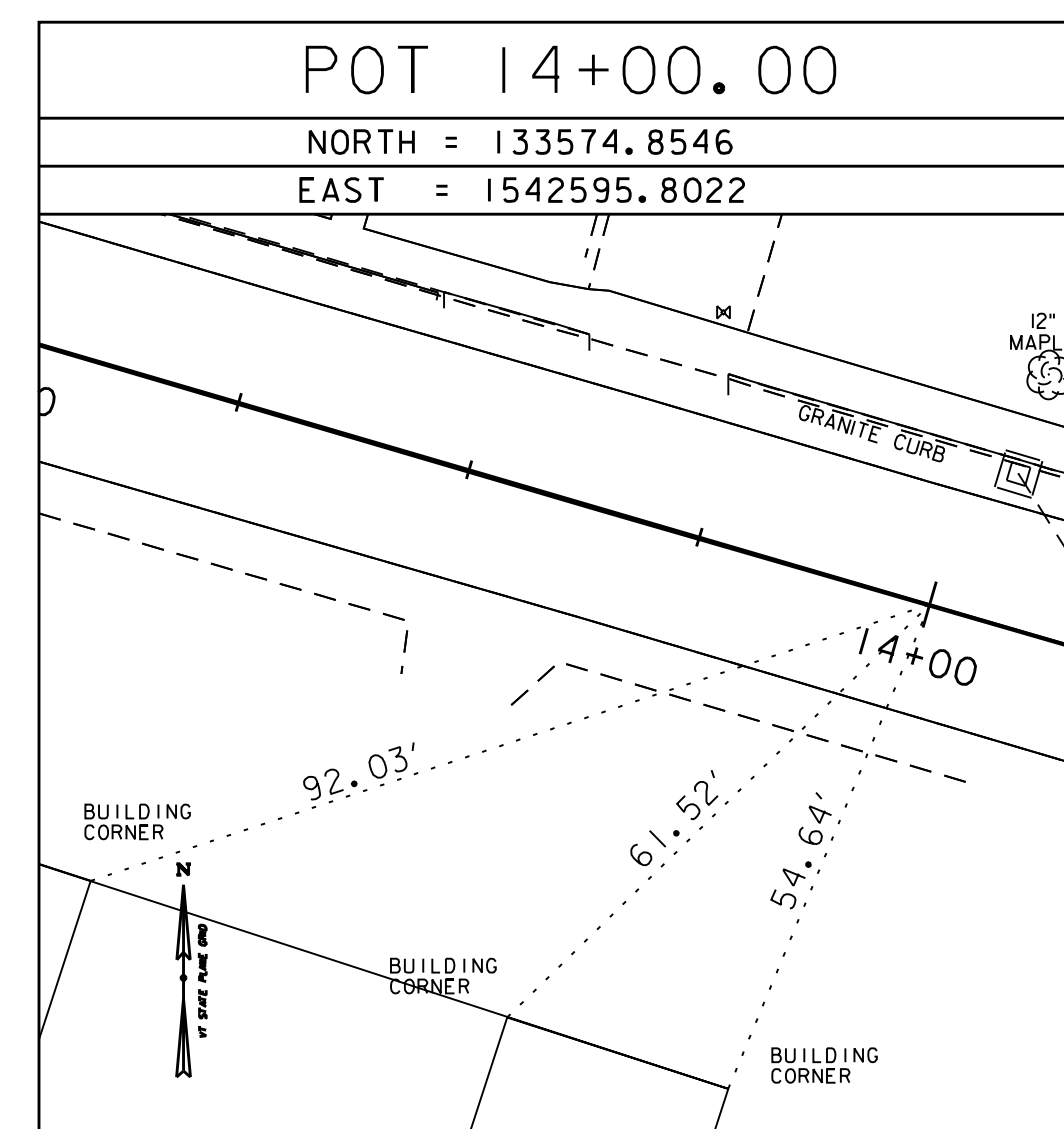 POT 14+00.00
NORTH = 133574.8546
EAST = 1542595.8022
12"
MAPL
0
GRANITE CURB
14+00
92.03'
61.52'
54.64'
BUILDING
CORNER
N
VT STATE PLANE GRID
BUILDING
CORNER
BUILDING
CORNER